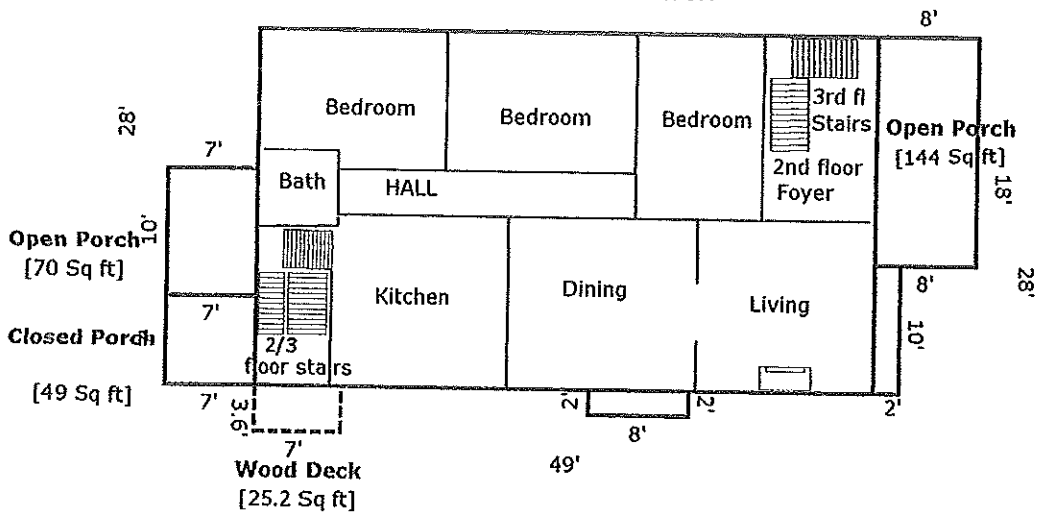 8'
28'
Bedroom
Bedroom
Bedroom
3rd fl
Stairs
Open Porch
[144 Sq ft]
7'
Bath
HALL
2nd floor
Foyer
18'
10'
Open Porch
[70 Sq ft]
Kitchen
Dining
Living
8'
28'
7'
Closed Porch
2/3
floor stairs
10'
[49 Sq ft]
7'
3.6'
7'
2'
2'
8'
2'
49'
Wood Deck
[25.2 Sq ft]